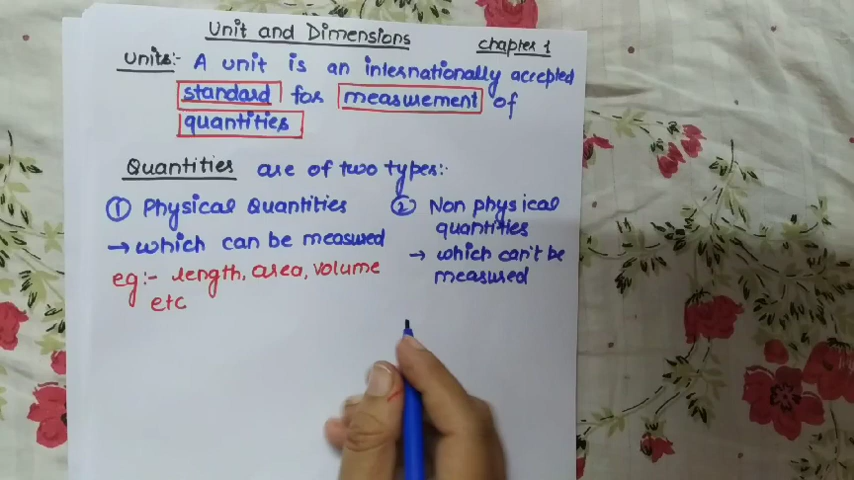 Unit and Dimensions
chapter 1
Units:- A unit is an internationally accepted
standard for measurement of
quantities
Quantities are of two types:-
① Physical Quantities
→ which can be measured
eg:- length, area, volume
etc
② Non physical
quantities
→ which can't be
measured